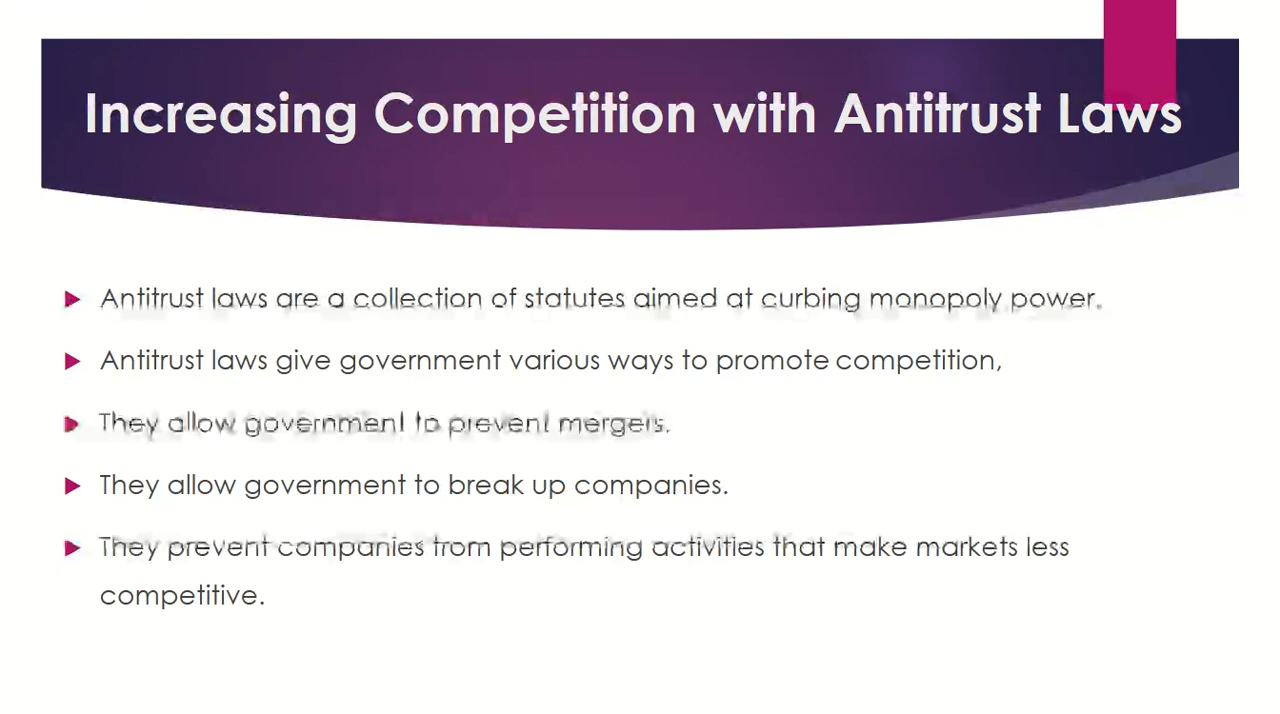 Increasing Competition with Antitrust Laws
Antitrust laws are a collection of statutes aimed at curbing monopoly power.
Antitrust laws give government various ways to promote competition,
They allow government to prevent mergers.
They allow government to break up companies.
They prevent companies from performing activities that make markets less
competitive.